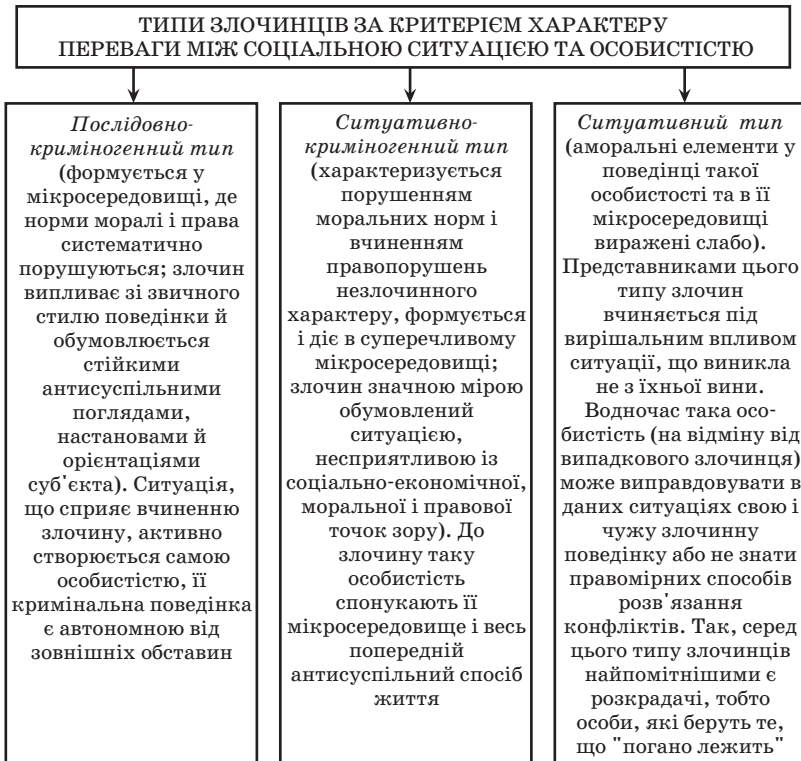 ТИПИ ЗЛОЧИНЦІВ ЗА КРИТЕРІЄМ ХАРАКТЕРУ
ПЕРЕВАГИ МІЖ СОЦІАЛЬНОЮ СИТУАЦІЄЮ ТА ОСОБИСТІСТЮ
Послідовно-
криміногенний тип
(формується у
мікросередовищі, де
норми моралі і права
систематично
порушуються; злочин
випливає зі звичного
стилю поведінки й
обумовлюється
стійкими
антисуспільними
поглядами,
настановами й
орієнтаціями
суб'єкта). Ситуація,
що сприяє вчиненню
злочину, активно
створюється самою
особистістю, її
кримінальна поведінка
є автономною від
зовнішніх обставин
Ситуативно-
криміногенний тип
(характеризується
порушенням
моральних норм і
вчиненням
правопорушень
незлочинного
характеру, формується
і діє в суперечливому
мікросередовищі;
злочин значною мірою
обумовлений
ситуацією,
несприятливою із
соціально-економічної,
моральної і правової
точок зору). До
злочину таку
особистість
спонукають її
мікросередовище і весь
попередній
антисуспільний спосіб
життя
Ситуативний тип
(аморальні елементи у
поведінці такої
особистості та в її
мікросередовищі
виражені слабо).
Представниками цього
типу злочин
вчиняється під
вирішальним впливом
ситуації, що виникла
не з їхньої вини.
Водночас така осо-
бистість (на відміну від
випадкового злочинця)
може виправдовувати в
даних ситуаціях свою і
чужу злочинну
поведінку або не знати
правомірних способів
розв'язання
конфліктів. Так, серед
цього типу злочинців
найпомітнішими є
розкрадачі, тобто
особи, які беруть те,
що "погано лежить"